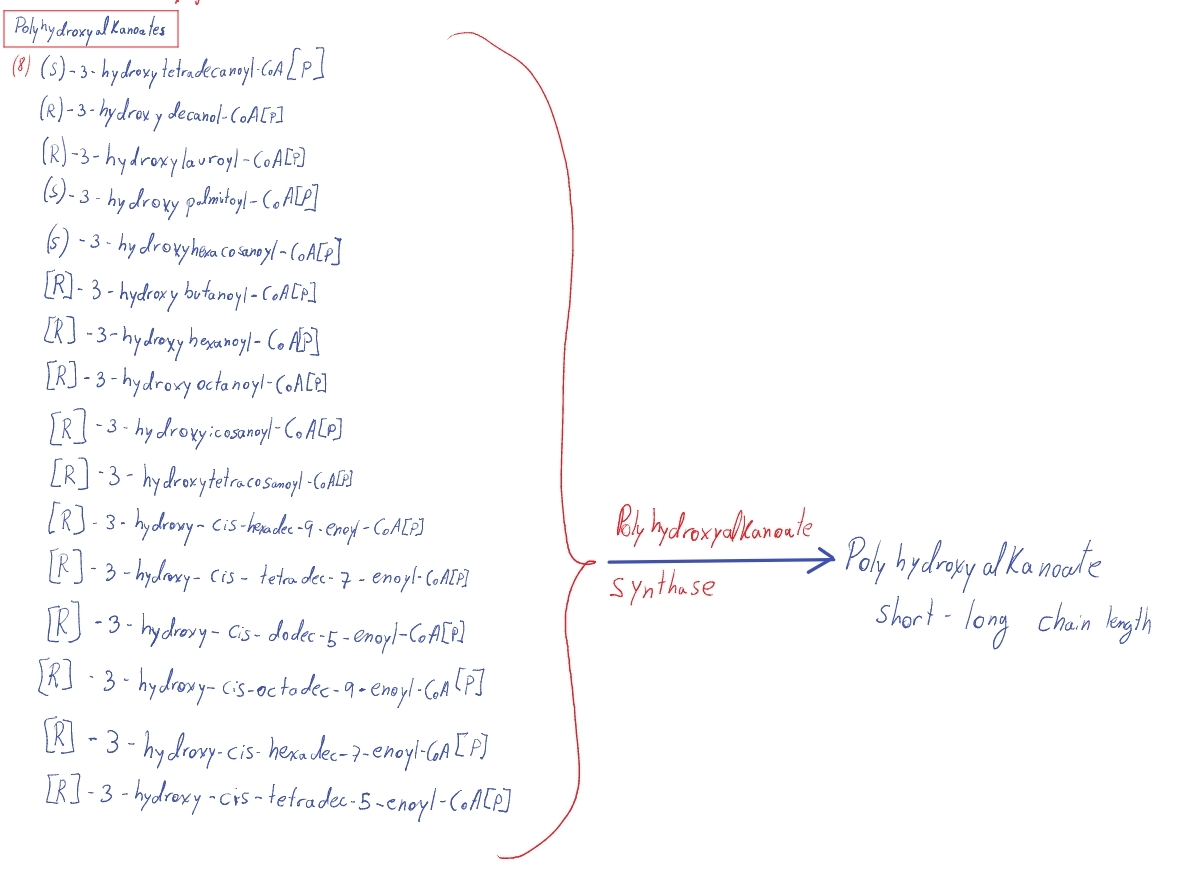 Polyhydroxyalkanoates
(8) (S)-3-hydroxytetradecanoyl-CoA[P]
(R)-3-hydroxydecanol-CoA[P]
(R)-3-hydroxylauroyl-CoA[P]
(S)-3-hydroxypalmitoyl-CoA[P]
(S)-3-hydroxyhexacosanoyl-CoA[P]
[R]-3-hydroxybutanoyl-CoA[P]
[R]-3-hydroxyhexanoyl-CoA[P]
[R]-3-hydroxyoctanoyl-CoA[P]
[R]-3-hydroxyicosanoyl-CoA[P]
[R]-3-hydroxytetracosanoyl-CoA[P]
[R]-3-hydroxy-cis-hexadec-9-enoyl-CoA[P]
[R]-3-hydroxy-cis-tetradec-7-enoyl-CoA[P]
[R]-3-hydroxy-cis-dodec-5-enoyl-CoA[P]
[R]-3-hydroxy-cis-octodec-9-enoyl-CoA[P]
[R]-3-hydroxy-cis-hexadec-7-enoyl-CoA[P]
[R]-3-hydroxy-cis-tetradec-5-enoyl-CoA[P]
Polyhydroxyalkanoate
synthase
Polyhydroxyalkanoate
short-long chain length